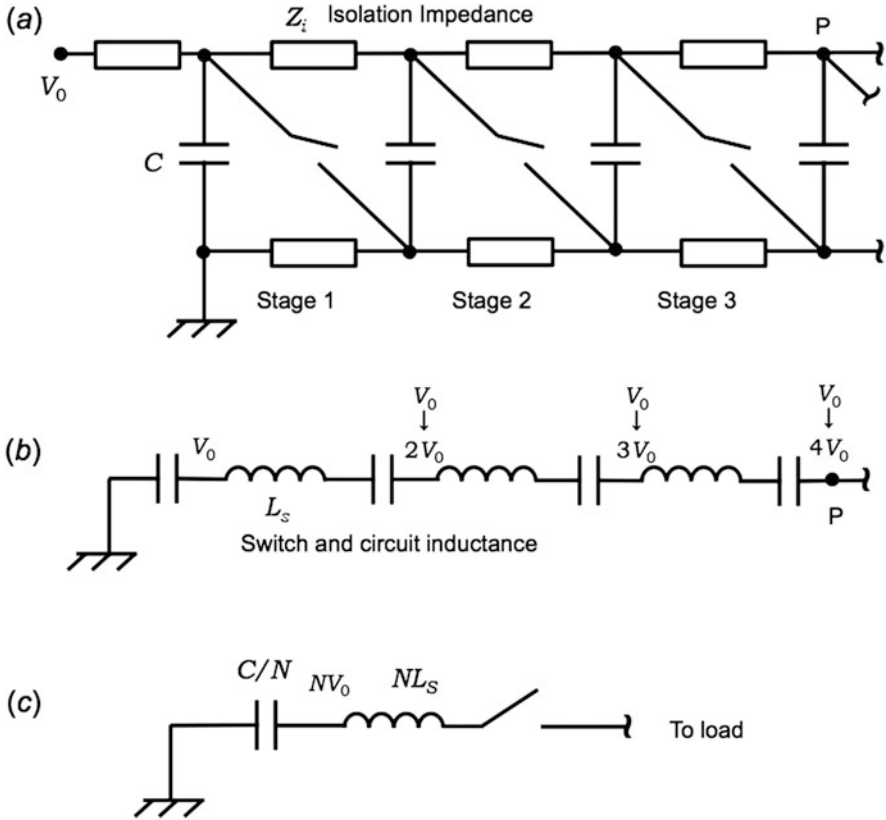 (a)
Z_i Isolation Impedance
P
V_0
C
Stage 1 Stage 2 Stage 3
(b)
V_0 V_0 V_0
↓ ↓ ↓
V_0 2V_0 3V_0 4V_0
L_s
P
Switch and circuit inductance
(c)
C/N NV_0 NL_S
To load